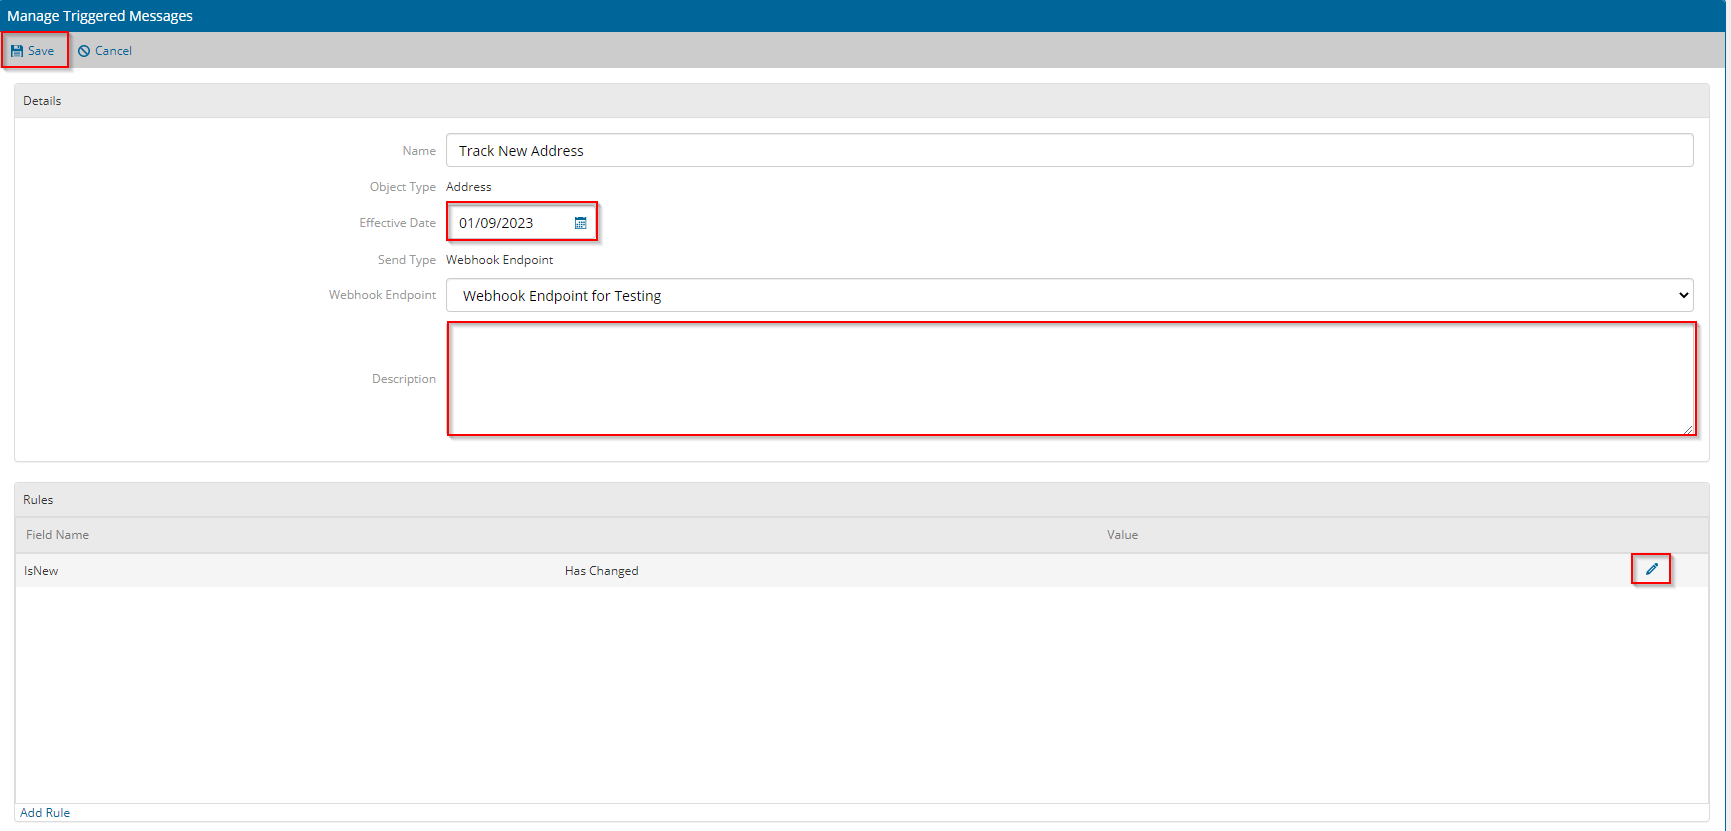 Manage Triggered Messages
Save Cancel
Details
Name Track New Address
Object Type Address
Effective Date 01/09/2023
Send Type Webhook Endpoint
Webhook Endpoint Webhook Endpoint for Testing
Description
Rules
Field Name Value
IsNew Has Changed
Add Rule